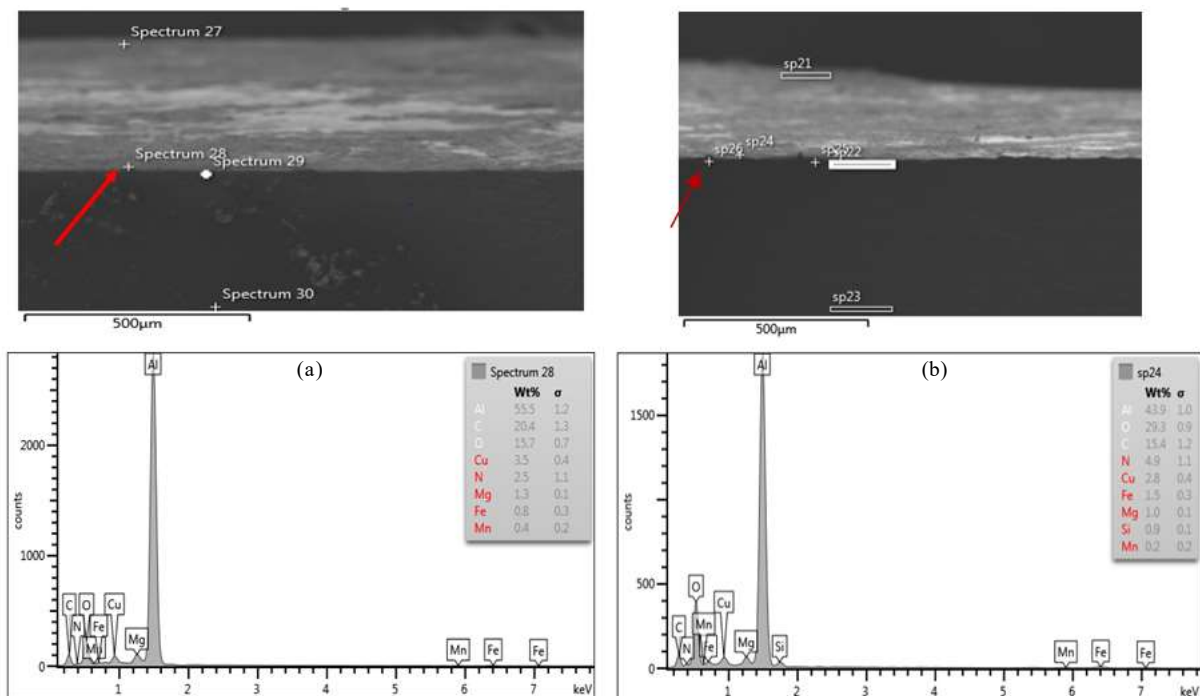 Spectrum 27
Spectrum 28
Spectrum 29
Spectrum 30
500µm
sp21
sp26
sp24
sp22
sp23
500µm
(a)
Spectrum 28
Wt% σ
Al 55.5 1.2
C 20.4 1.3
O 15.7 0.7
Cu 3.5 0.4
N 2.5 1.1
Mg 1.3 0.1
Fe 0.8 0.3
Mn 0.4 0.2
counts
2000
1000
0
Al
C
O
Cu
N
Fe
Mn
Mg
Mn
Fe
Fe
1 2 3 4 5 6 7 keV
(b)
sp24
Wt% σ
Al 43.9 1.0
O 29.3 0.9
C 15.4 1.2
N 4.9 1.1
Cu 2.8 0.4
Fe 1.5 0.3
Mg 1.0 0.1
Si 0.9 0.1
Mn 0.2 0.2
counts
1500
500
0
Al
O
Cu
C
Mn
N
Fe
Mg
Si
Mn
Fe
Fe
0 1 2 3 4 5 6 7 keV